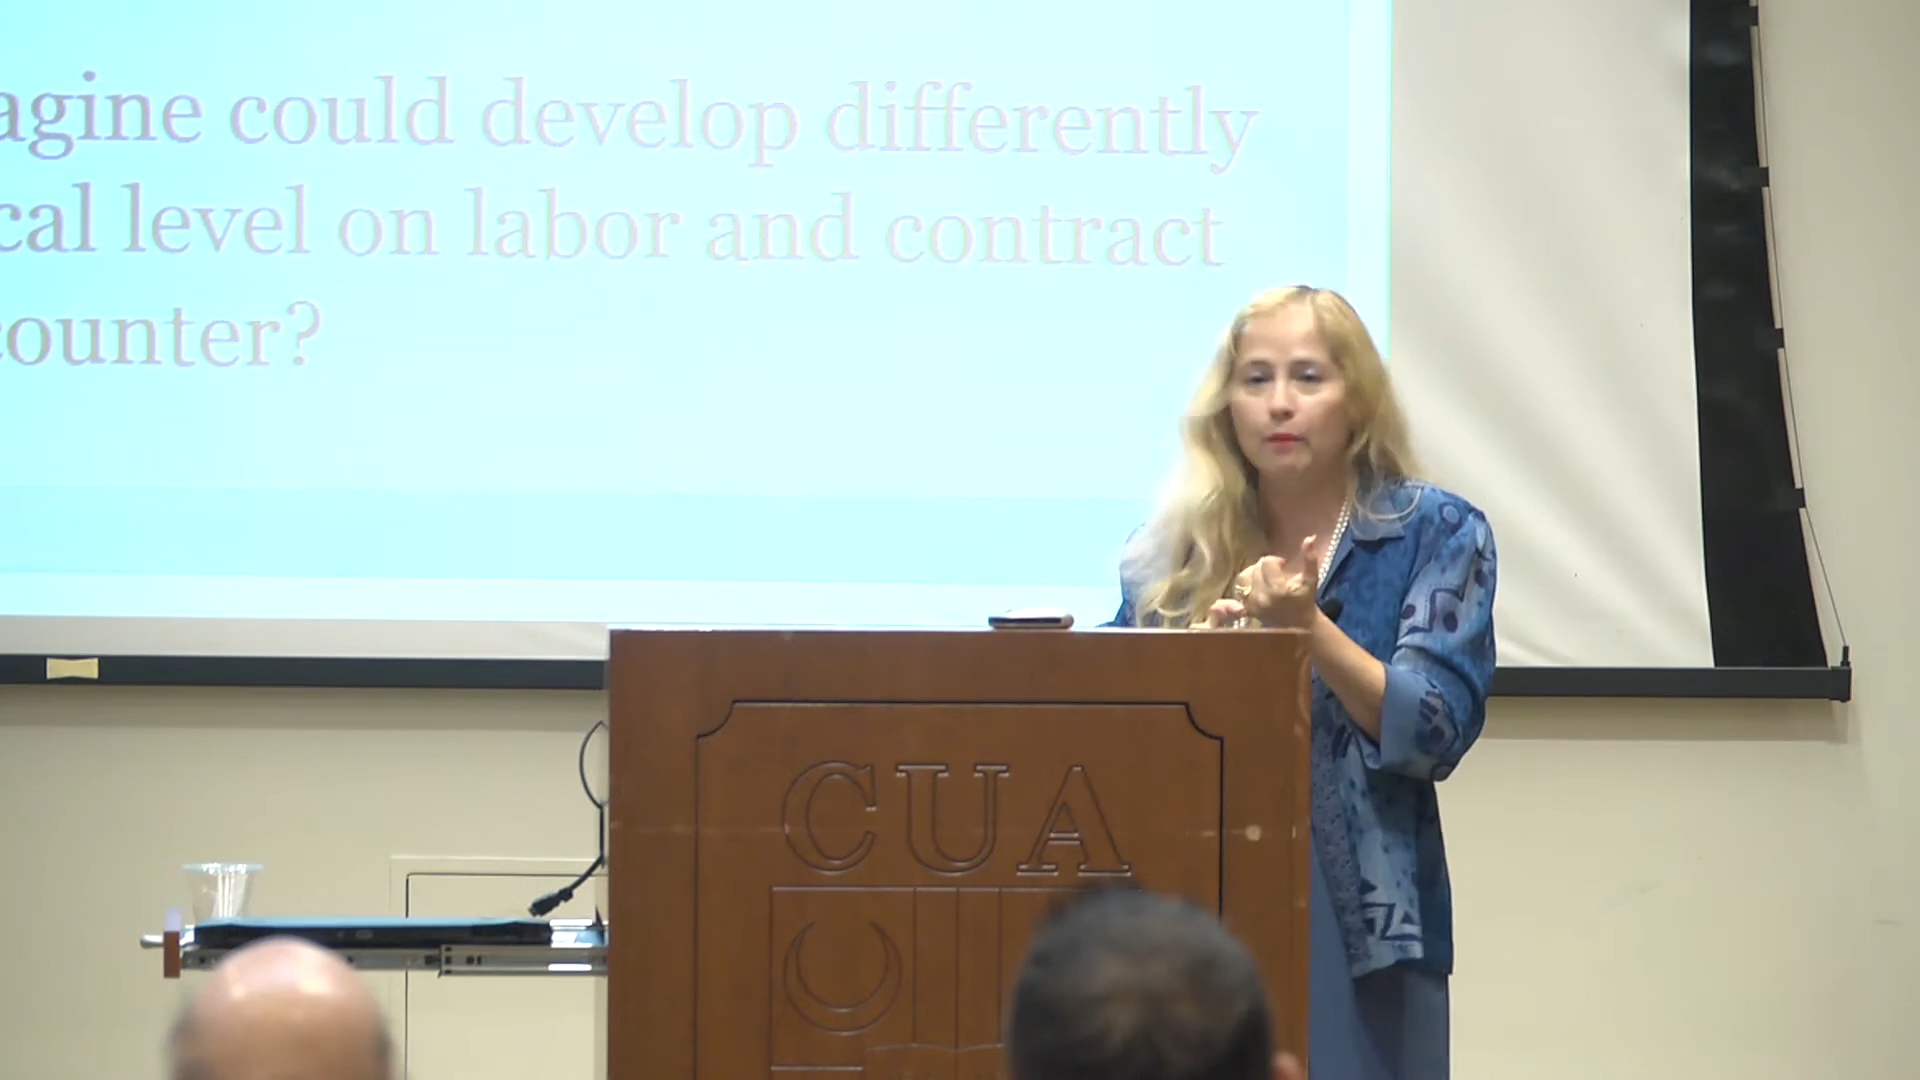 agine could develop differently
cal level on labor and contract
counter?
CUA